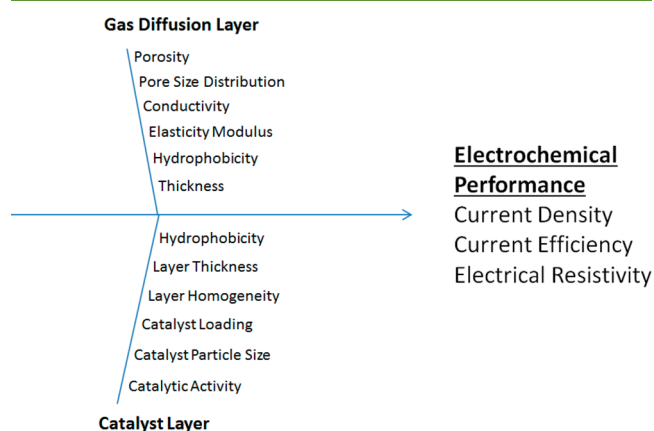 Gas Diffusion Layer
Porosity
Pore Size Distribution
Conductivity
Elasticity Modulus
Hydrophobicity
Thickness
Hydrophobicity
Layer Thickness
Layer Homogeneity
Catalyst Loading
Catalyst Particle Size
Catalytic Activity
Catalyst Layer
Electrochemical
Performance
Current Density
Current Efficiency
Electrical Resistivity